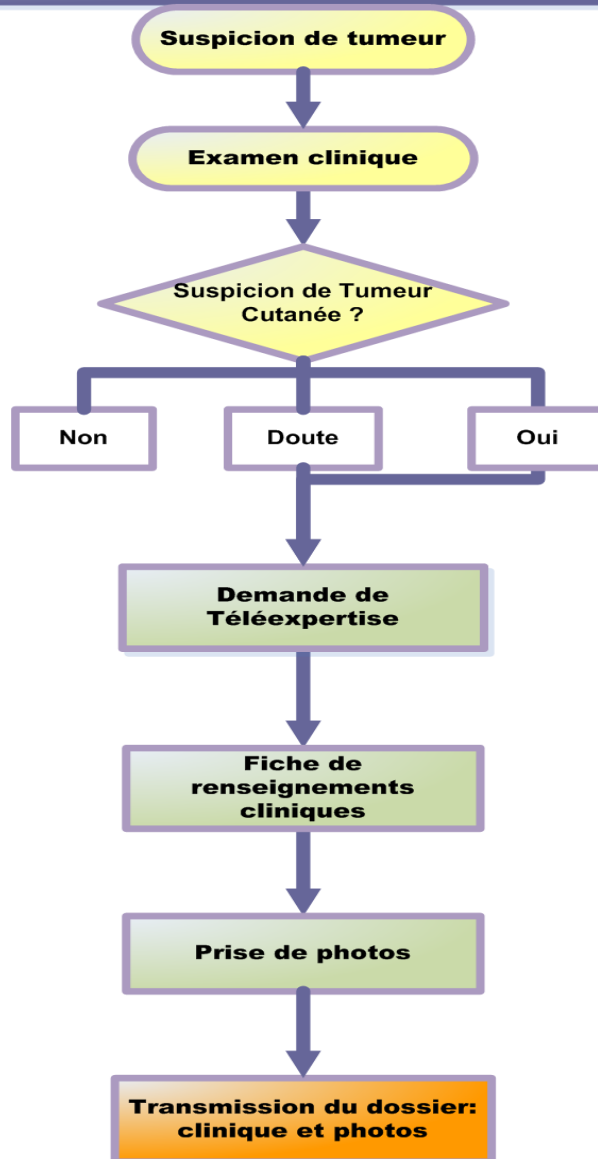 Suspicion de tumeur
Examen clinique
Suspicion de Tumeur
Cutanée ?
Non
Doute
Oui
Demande de
Téléexpertise
Fiche de
renseignements
cliniques
Prise de photos
Transmission du dossier:
clinique et photos